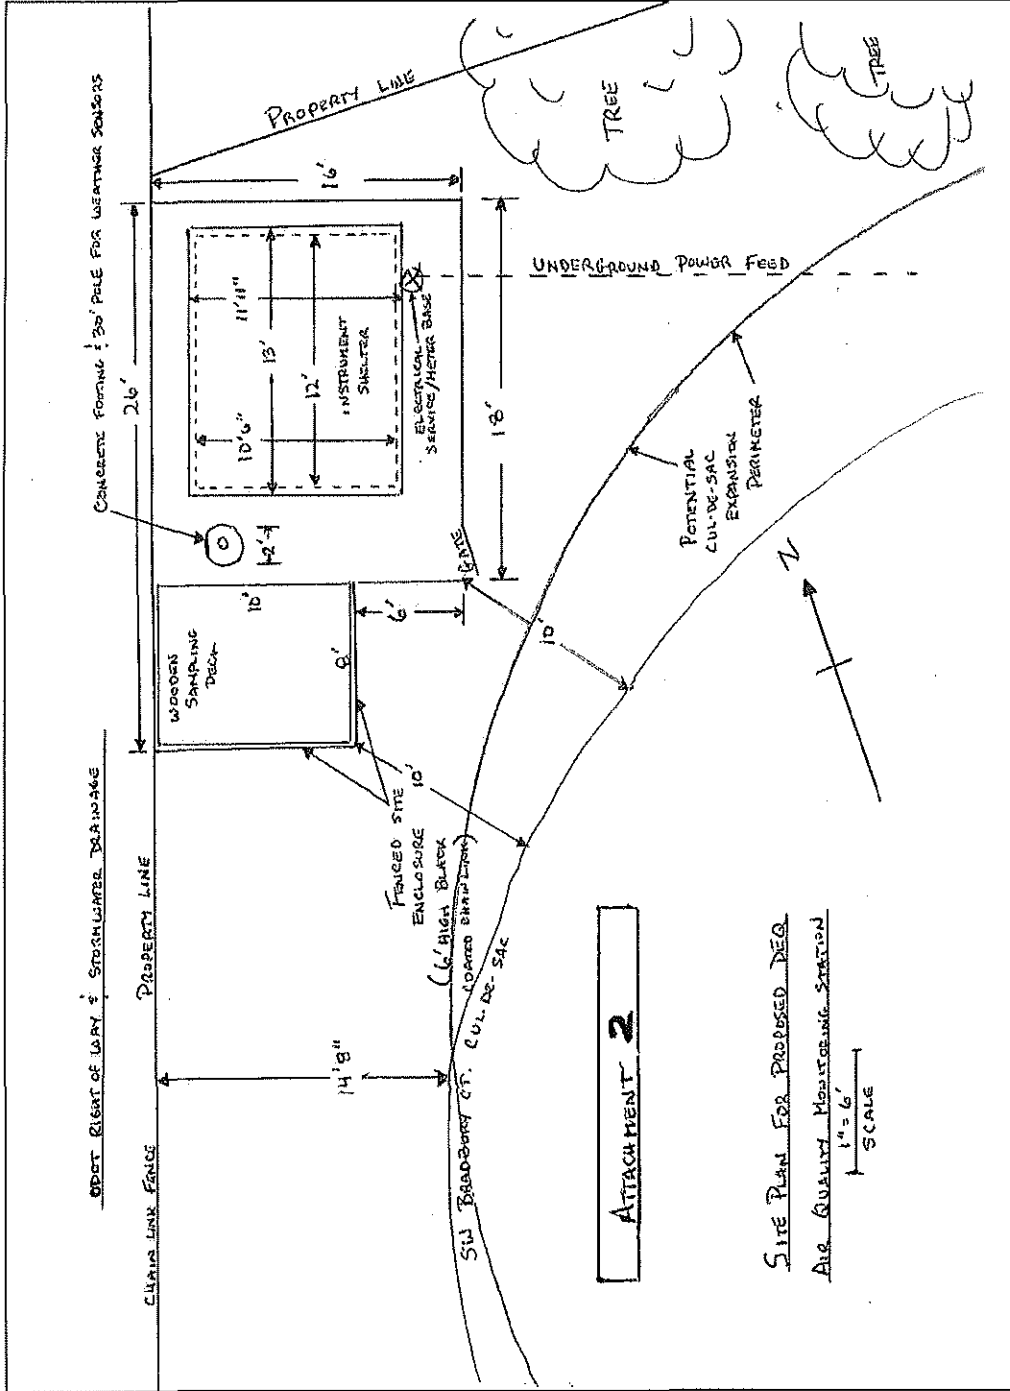 ODOT RIGHT OF WAY & STORMWATER DRAINAGE
CONCRETE FOOTING & 30' POLE FOR WEATHER SENSORS
CHAIN LINK FENCE
PROPERTY LINE
26'
PROPERTY LINE
16'
WOODEN
SAMPLING
DECK
10'
8'
2'
11'11"
13'
12'
10'6"
INSTRUMENT
SHELTER
ELECTRICAL
SERVICE/METER BASE
6'
18'
GATE
14'8"
FENCED SITE
ENCLOSURE
(6' HIGH BLACK
COATED CHAIN LINK)
10'
10'
UNDERGROUND POWER FEED
TREE
TREE
SW BRADBURY CT. CUL-DE-SAC
POTENTIAL
CUL-DE-SAC
EXPANSION
PERIMETER
N
ATTACHMENT 2
SITE PLAN FOR PROPOSED DEQ
AIR QUALITY MONITORING STATION
1" = 6'
SCALE